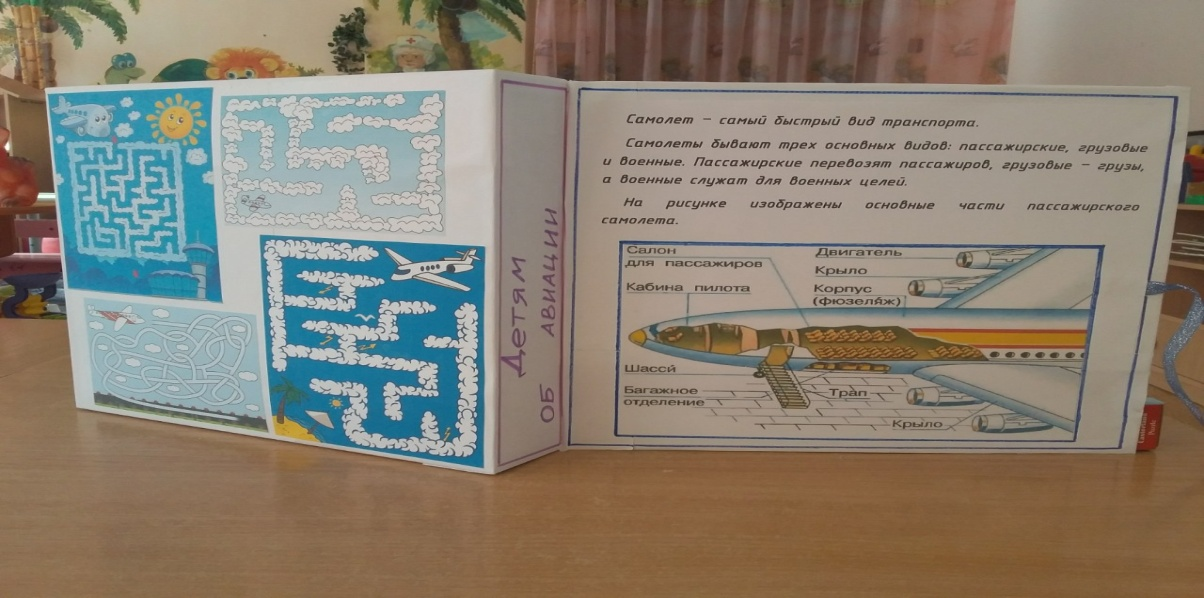 Детям
ОБ АВИАЦИИ
Самолет – самый быстрый вид транспорта.
Самолеты бывают трех основных видов: пассажирские, грузовые
и военные. Пассажирские перевозят пассажиров, грузовые – грузы,
а военные служат для военных целей.
На рисунке изображены основные части пассажирского
самолета.
Салон
для пассажиров
Кабина пилота
Двигатель
Крыло
Корпус
(фюзеляж)
Шасси
Багажное
отделение
Трап
Крыло